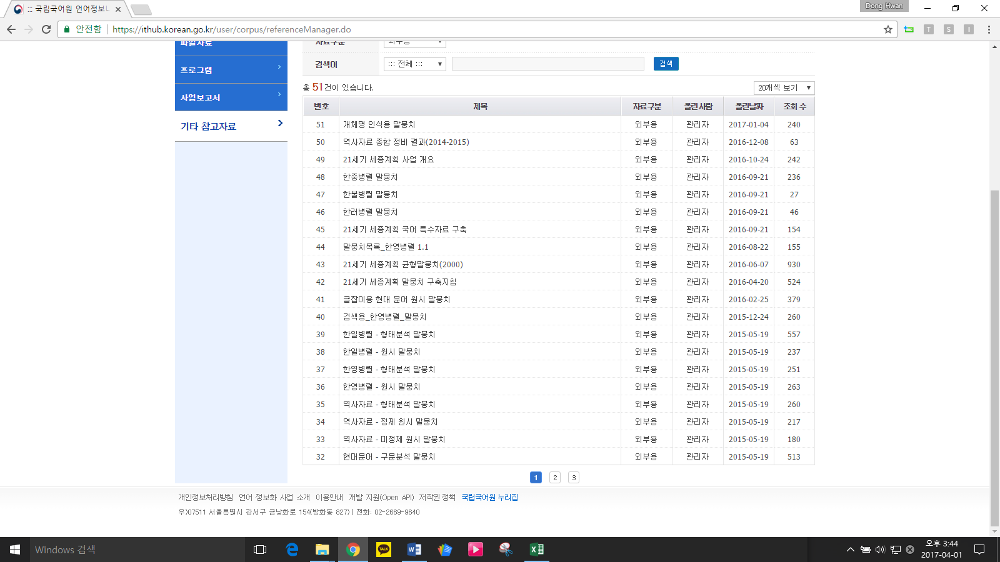 ::: 국립국어원 언어정보나
Dong Hwan
안전함 https://ithub.korean.go.kr/user/corpus/referenceManager.do
파일자료
자료구분 외부용
프로그램
검색어 ::: 전체 ::: 검색
총 51건이 있습니다. 20개씩 보기
사업보고서
번호 제목 자료구분 올린사람 올린날짜 조회 수
기타 참고자료
51 개체명 인식용 말뭉치 외부용 관리자 2017-01-04 240
50 역사자료 종합 정비 결과(2014-2015) 외부용 관리자 2016-12-08 63
49 21세기 세종계획 사업 개요 외부용 관리자 2016-10-24 242
48 한중병렬 말뭉치 외부용 관리자 2016-09-21 236
47 한불병렬 말뭉치 외부용 관리자 2016-09-21 27
46 한러병렬 말뭉치 외부용 관리자 2016-09-21 46
45 21세기 세종계획 국어 특수자료 구축 외부용 관리자 2016-09-21 154
44 말뭉치목록_한영병렬 1.1 외부용 관리자 2016-08-22 155
43 21세기 세종계획 균형말뭉치(2000) 외부용 관리자 2016-06-07 930
42 21세기 세종계획 말뭉치 구축지침 외부용 관리자 2016-04-20 524
41 글잡이용 현대 문어 원시 말뭉치 외부용 관리자 2016-02-25 379
40 검색용_한영병렬_말뭉치 외부용 관리자 2015-12-24 260
39 한일병렬 - 형태분석 말뭉치 외부용 관리자 2015-05-19 557
38 한일병렬 - 원시 말뭉치 외부용 관리자 2015-05-19 237
37 한영병렬 - 형태분석 말뭉치 외부용 관리자 2015-05-19 251
36 한영병렬 - 원시 말뭉치 외부용 관리자 2015-05-19 263
35 역사자료 - 형태분석 말뭉치 외부용 관리자 2015-05-19 260
34 역사자료 - 정제 원시 말뭉치 외부용 관리자 2015-05-19 217
33 역사자료 - 미정제 원시 말뭉치 외부용 관리자 2015-05-19 180
32 현대문어 - 구문분석 말뭉치 외부용 관리자 2015-05-19 513
1 2 3
개인정보처리방침 언어 정보화 사업 소개 이용안내 개발 지원(Open API) 저작권 정책 국립국어원 누리집
우)07511 서울특별시 강서구 금낭화로 154(방화동 827) | 전화: 02-2669-9640
Windows 검색
TALK
오후 3:44
2017-04-01